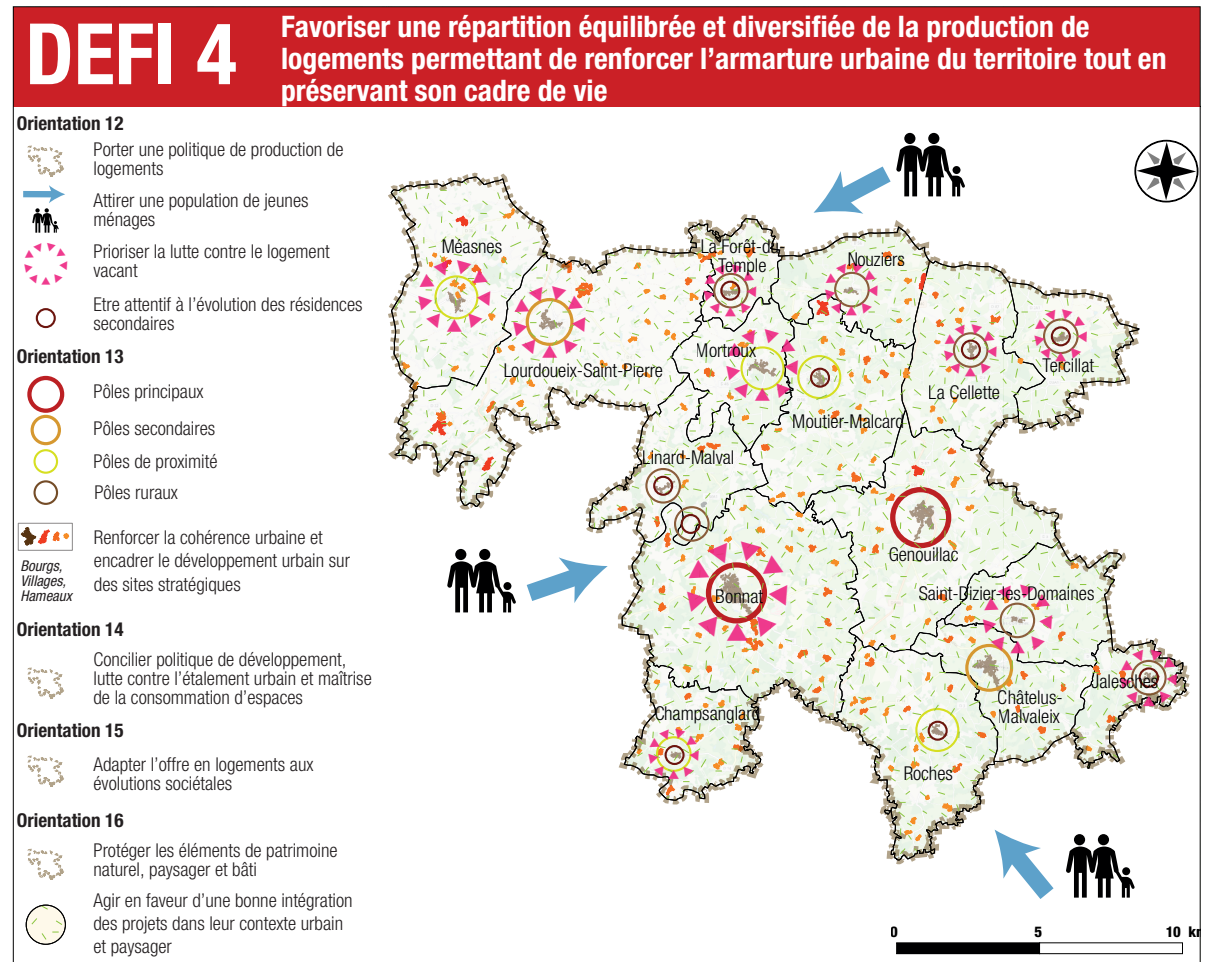 DEFI 4
Favoriser une répartition équilibrée et diversifiée de la production de
logements permettant de renforcer l'armarture urbaine du territoire tout en
préservant son cadre de vie
Orientation 12
Porter une politique de production de
logements
Attirer une population de jeunes
ménages
Prioriser la lutte contre le logement
vacant
Etre attentif à l'évolution des résidences
secondaires
Orientation 13
Pôles principaux
Pôles secondaires
Pôles de proximité
Pôles ruraux
Bourgs,
Villages,
Hameaux
Renforcer la cohérence urbaine et
encadrer le développement urbain sur
des sites stratégiques
Orientation 14
Concilier politique de développement,
lutte contre l'étalement urbain et maîtrise
de la consommation d'espaces
Orientation 15
Adapter l'offre en logements aux
évolutions sociétales
Orientation 16
Protéger les éléments de patrimoine
naturel, paysager et bâti
Agir en faveur d'une bonne intégration
des projets dans leur contexte urbain
et paysager
Méasnes
La Forêt-du-
Temple
Nouziers
Lourdoueix-Saint-Pierre
Mortroux
Moutier-Malcard
La Cellette
Tercillat
Linard-Malval
Genouillac
Bonnat
Saint-Dizier-les-Domaines
Jalesches
Châtelus-
Malvaleix
Champsanglard
Roches
0 5 10 km